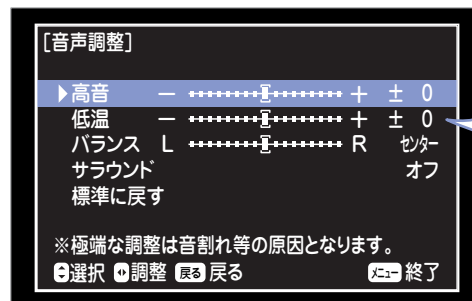 [音声調整]
高音 － ＋ ± 0
低温 － ＋ ± 0
バランス L R センター
サラウンド オフ
標準に戻す
※極端な調整は音割れ等の原因となります。
選択 調整 戻る 戻る メニュー 終了